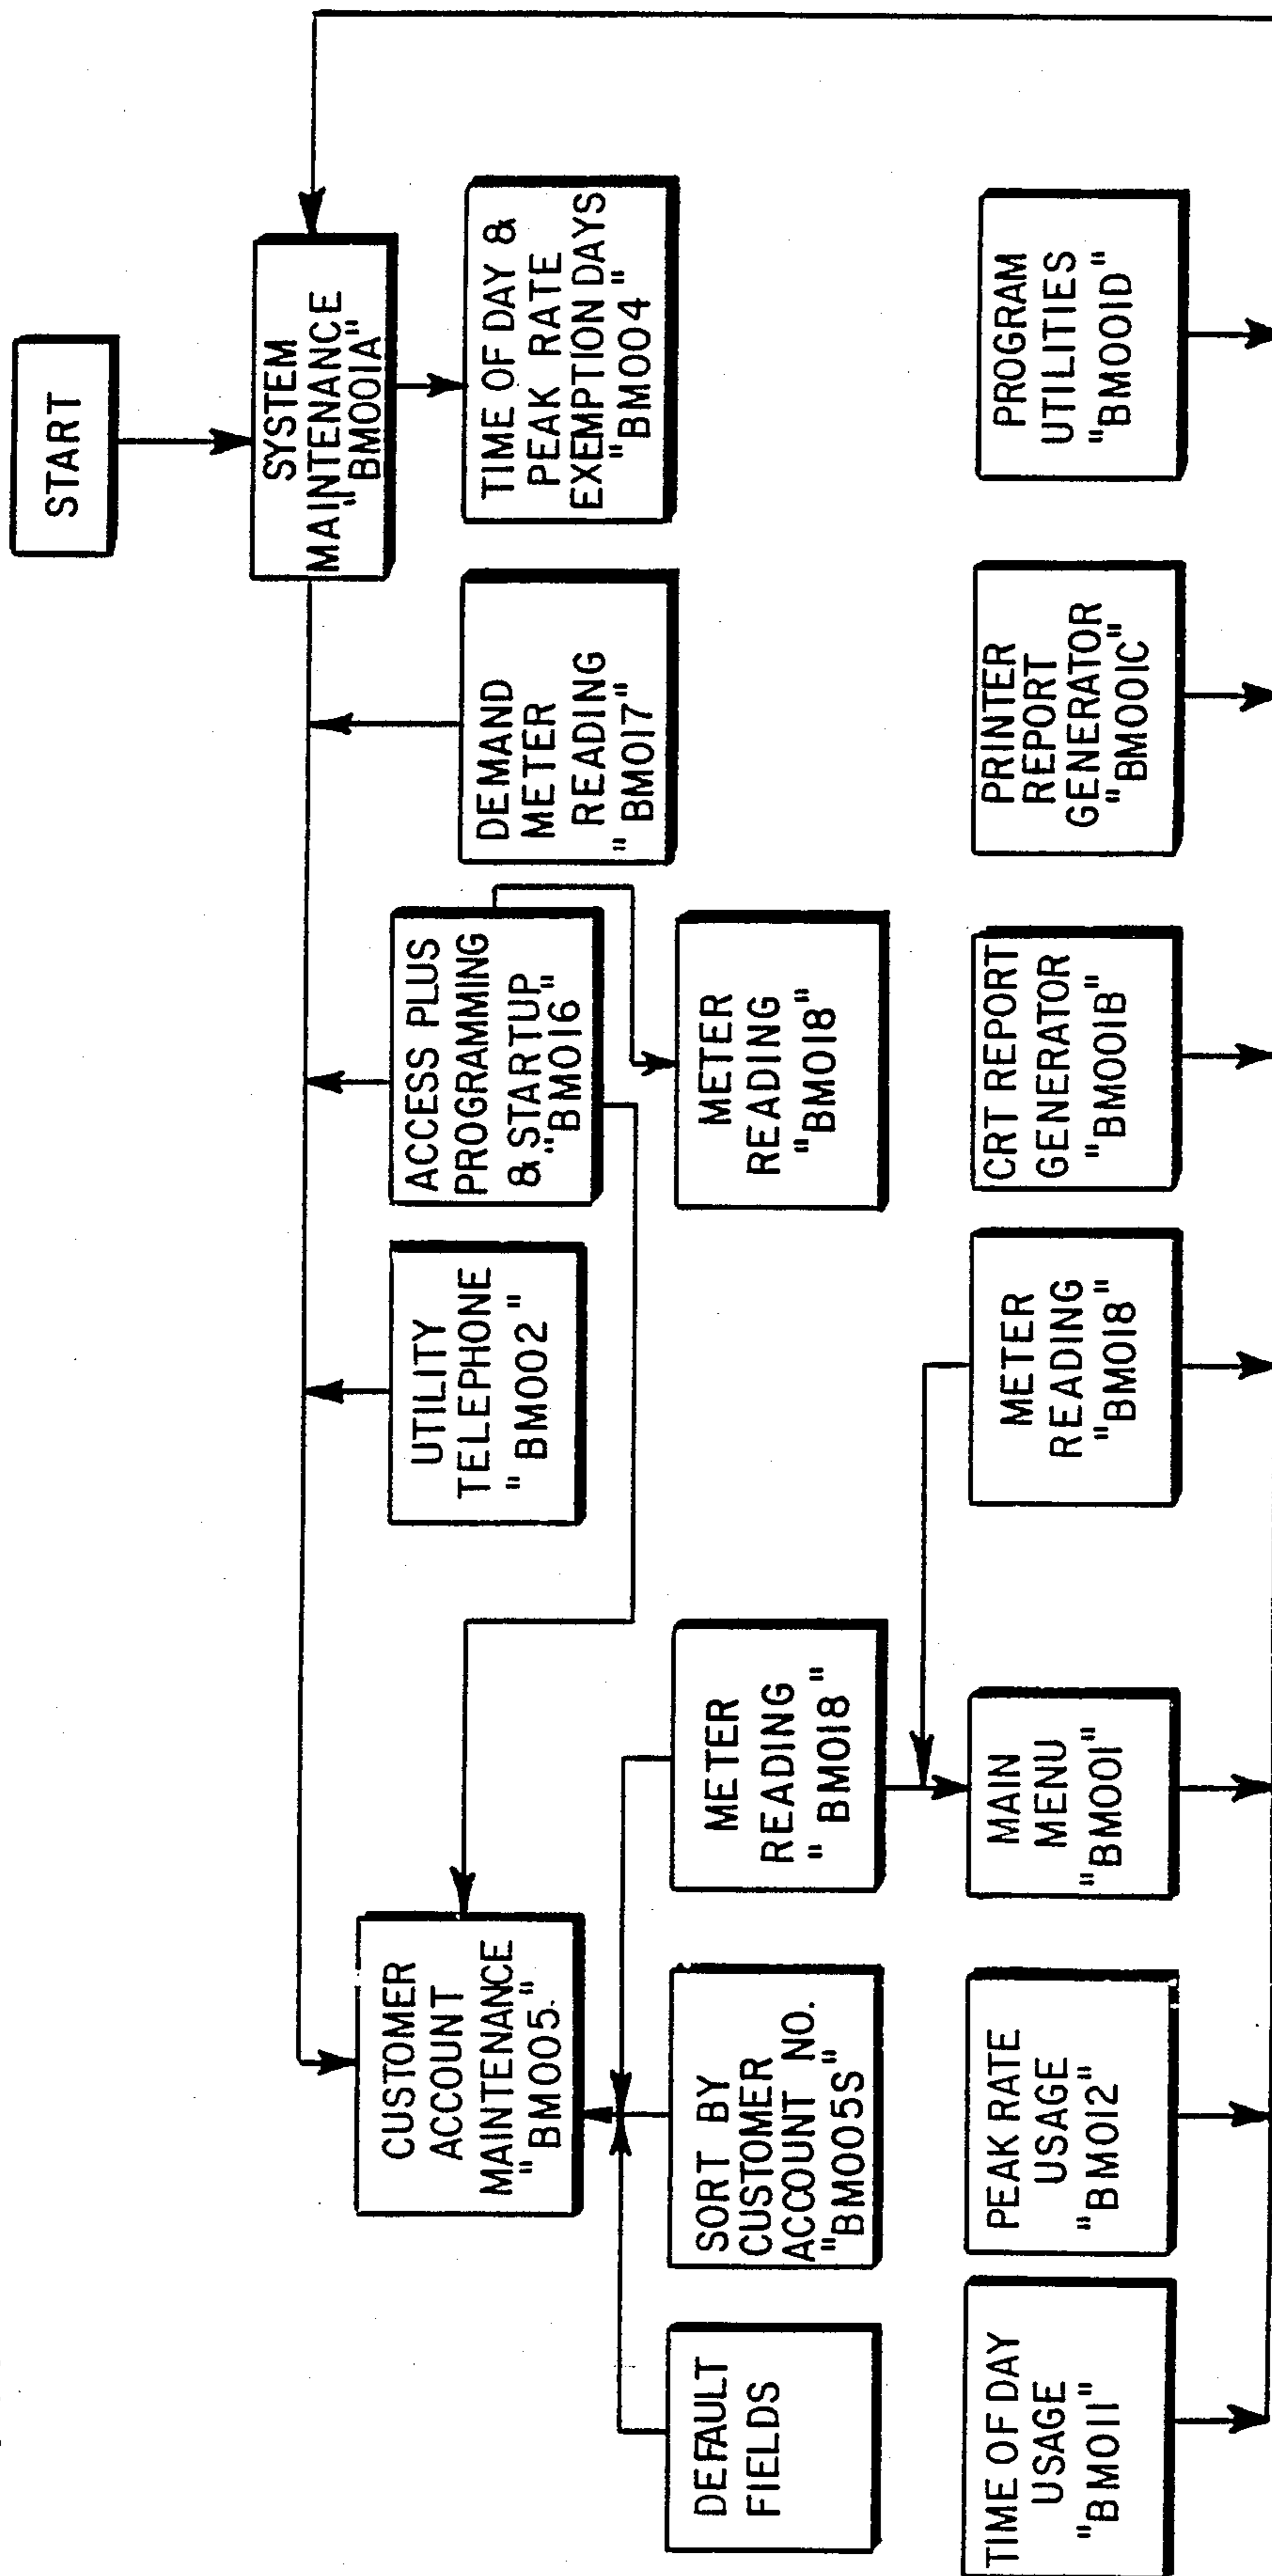 START
SYSTEM
MAINTENANCE
"BM001A"
TIME OF DAY &
PEAK RATE
EXEMPTION DAYS
"BM004"
DEMAND
METER
READING
"BM017"
ACCESS PLUS
PROGRAMMING
& STARTUP
"BM016"
UTILITY
TELEPHONE
"BM002"
CUSTOMER
ACCOUNT
MAINTENANCE
"BM005"
METER
READING
"BM018"
METER
READING
"BM018"
SORT BY
CUSTOMER
ACCOUNT NO.
"BM005S"
DEFAULT
FIELDS
PROGRAM
UTILITIES
"BM001D"
PRINTER
REPORT
GENERATOR
"BM001C"
CRT REPORT
GENERATOR
"BM001B"
METER
READING
"BM018"
MAIN
MENU
"BM001"
PEAK RATE
USAGE
"BM012"
TIME OF DAY
USAGE
"BM011"